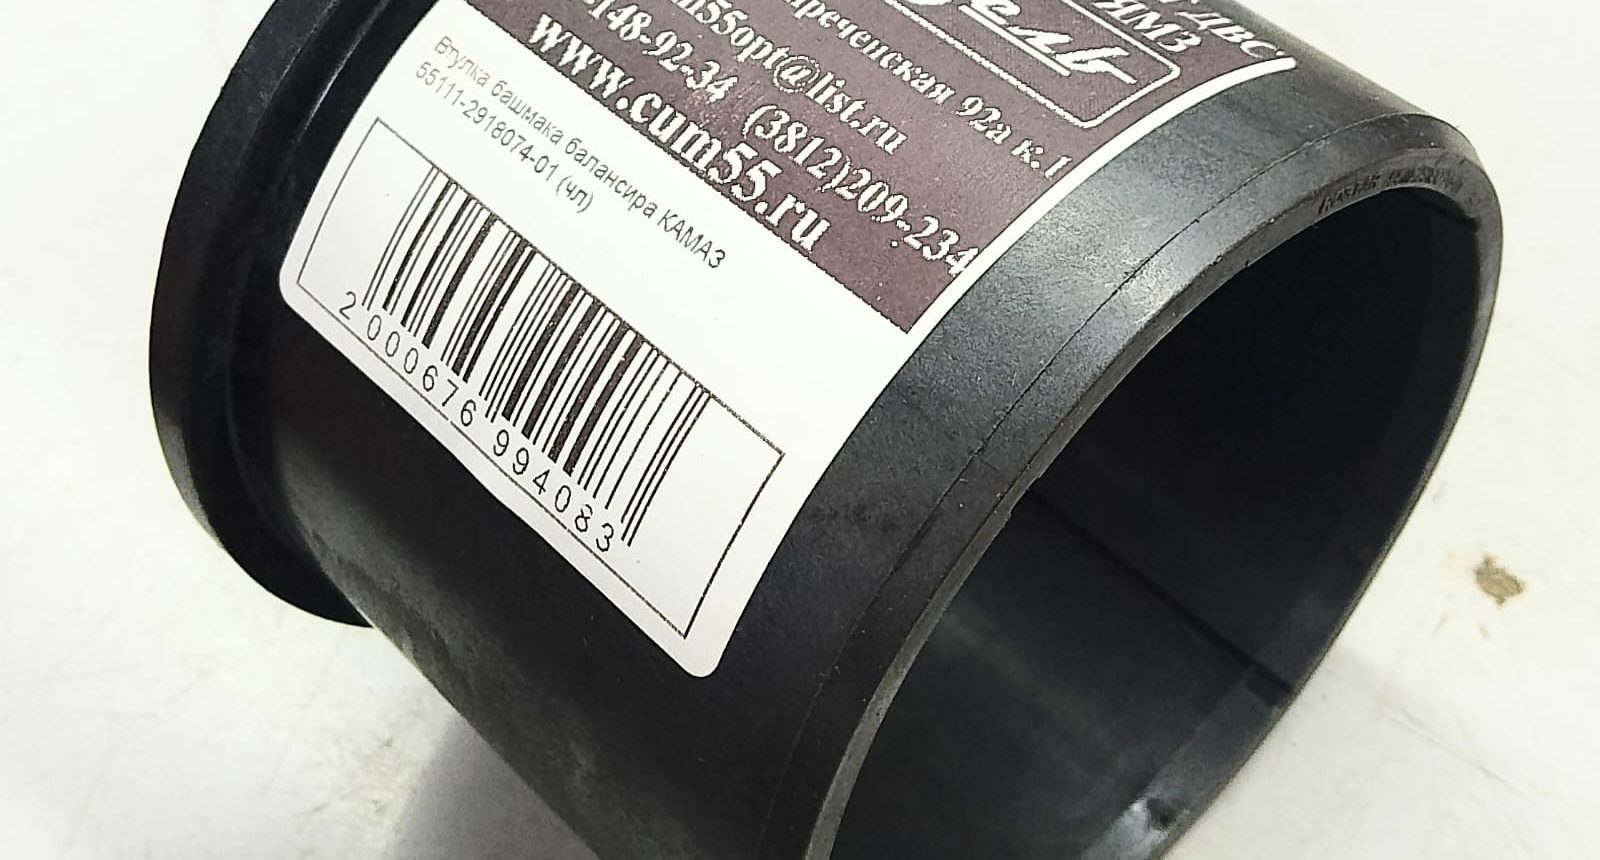 ДВС
ЯМЗ
92а к.1
55opt@list.ru
148-92-34 (3812)209-234
www.cum55.ru
Втулка башмака балансира КАМАЗ
55111-2918074-01 (чл)
2 000676 994083